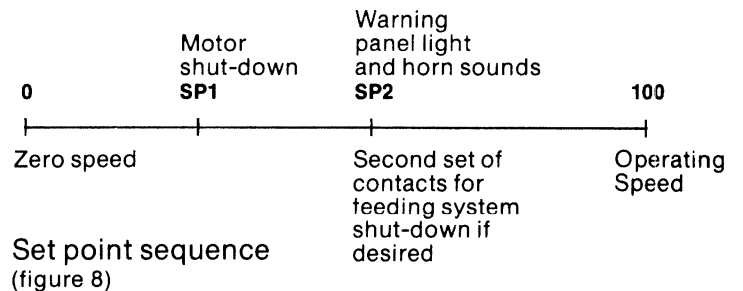 Warning
panel light
and horn sounds
Motor
shut-down
0
SP1
SP2
100
Zero speed
Second set of
contacts for
feeding system
shut-down if
desired
Operating
Speed
Set point sequence
(figure 8)